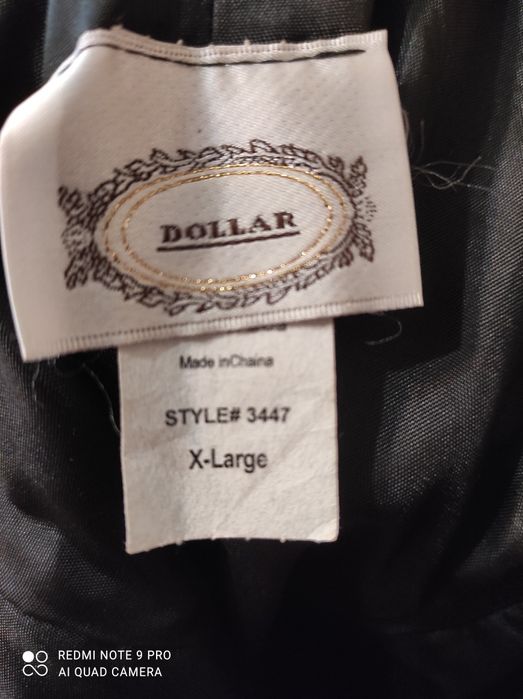 DOLLAR
Made inChaina
STYLE# 3447
X-Large
REDMI NOTE 9 PRO
AI QUAD CAMERA